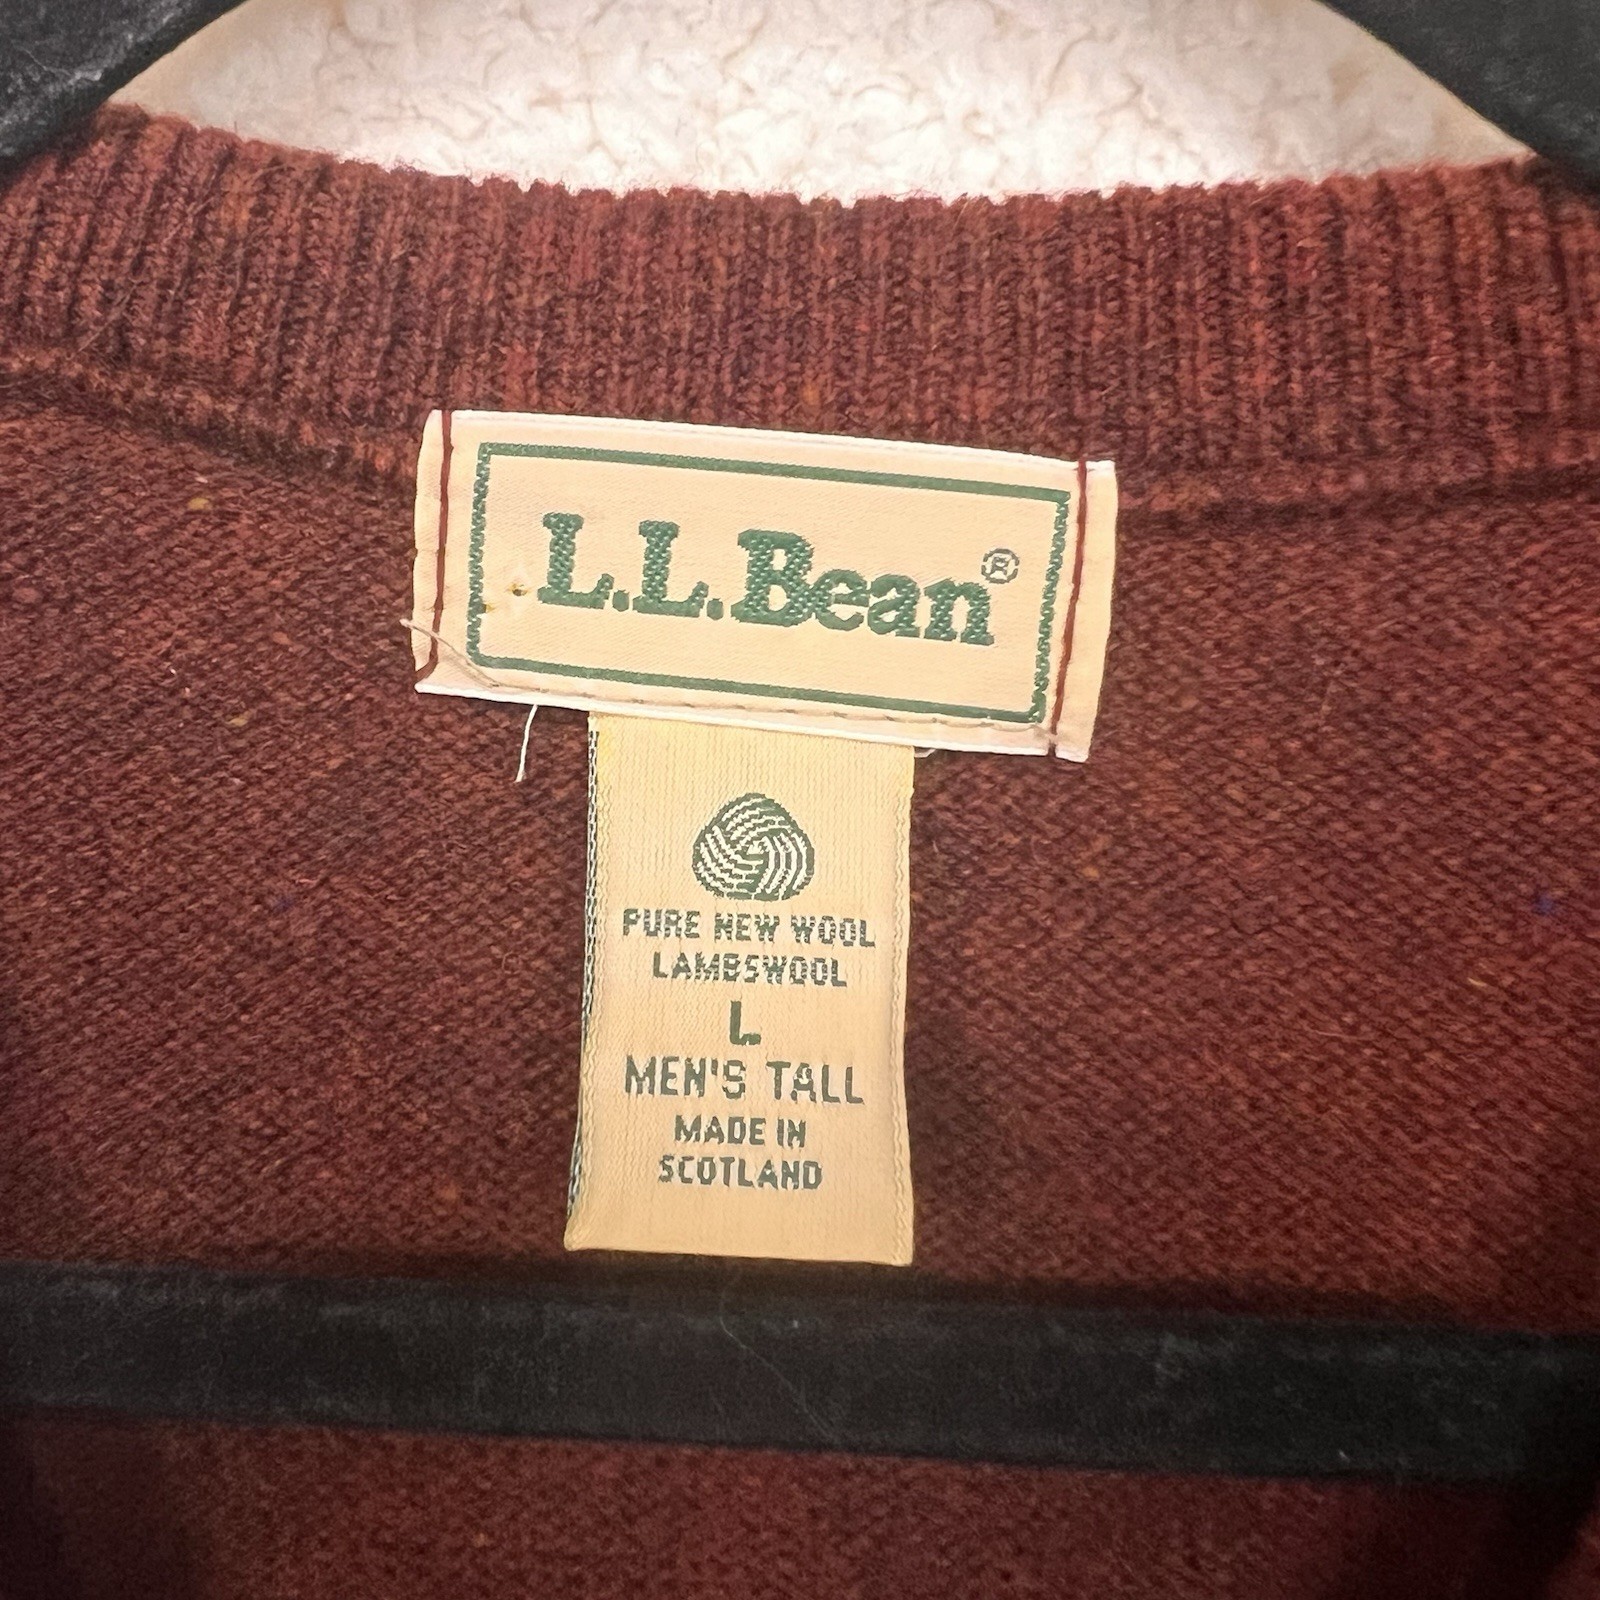 L.L.Bean®
PURE NEW WOOL
LAMBSWOOL
L
MEN'S TALL
MADE IN
SCOTLAND